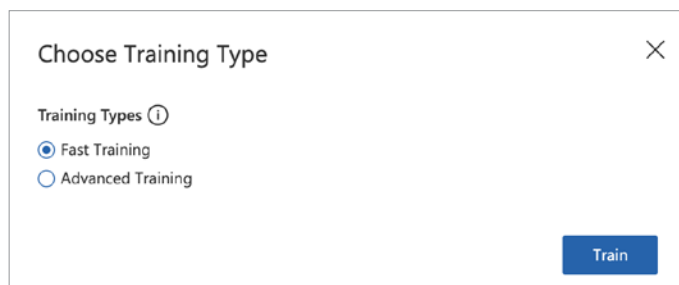 Choose Training Type
Training Types
Fast Training
Advanced Training
Train